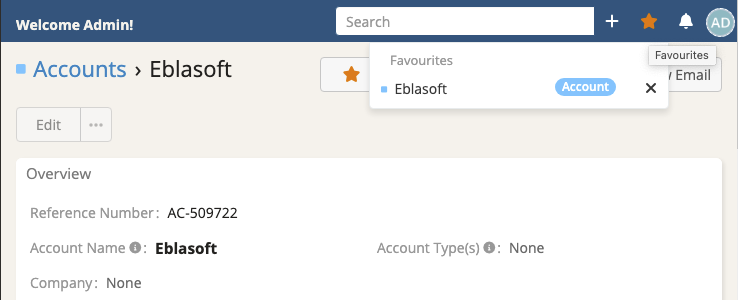 Welcome Admin!
Search
AD
Favourites
Accounts › Eblasoft
Favourites
Eblasoft Account
Email
Edit
Overview
Reference Number: AC-509722
Account Name: Eblasoft
Account Type(s): None
Company: None